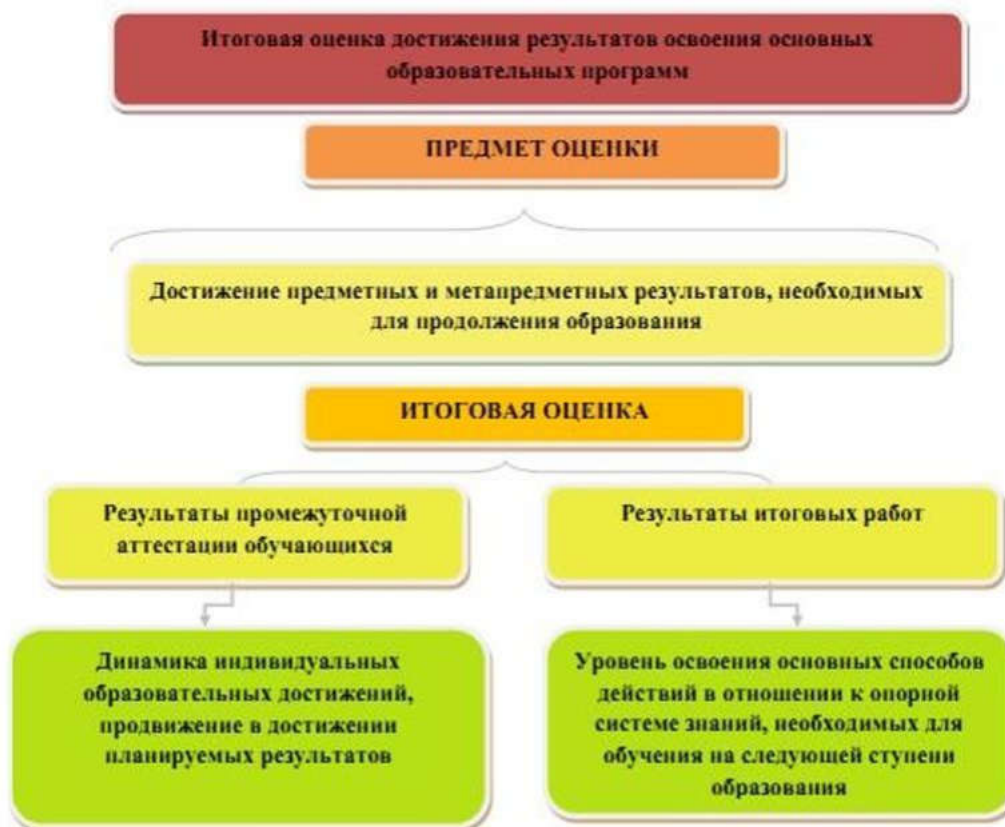 Итоговая оценка достижения результатов освоения основных
образовательных программ
ПРЕДМЕТ ОЦЕНКИ
Достижение предметных и метапредметных результатов, необходимых
для продолжения образования
ИТОГОВАЯ ОЦЕНКА
Результаты промежуточной
аттестации обучающихся
Результаты итоговых работ
Динамика индивидуальных
образовательных достижений,
продвижение в достижении
планируемых результатов
Уровень освоения основных способов
действий в отношении к опорной
системе знаний, необходимых для
обучения на следующей ступени
образования